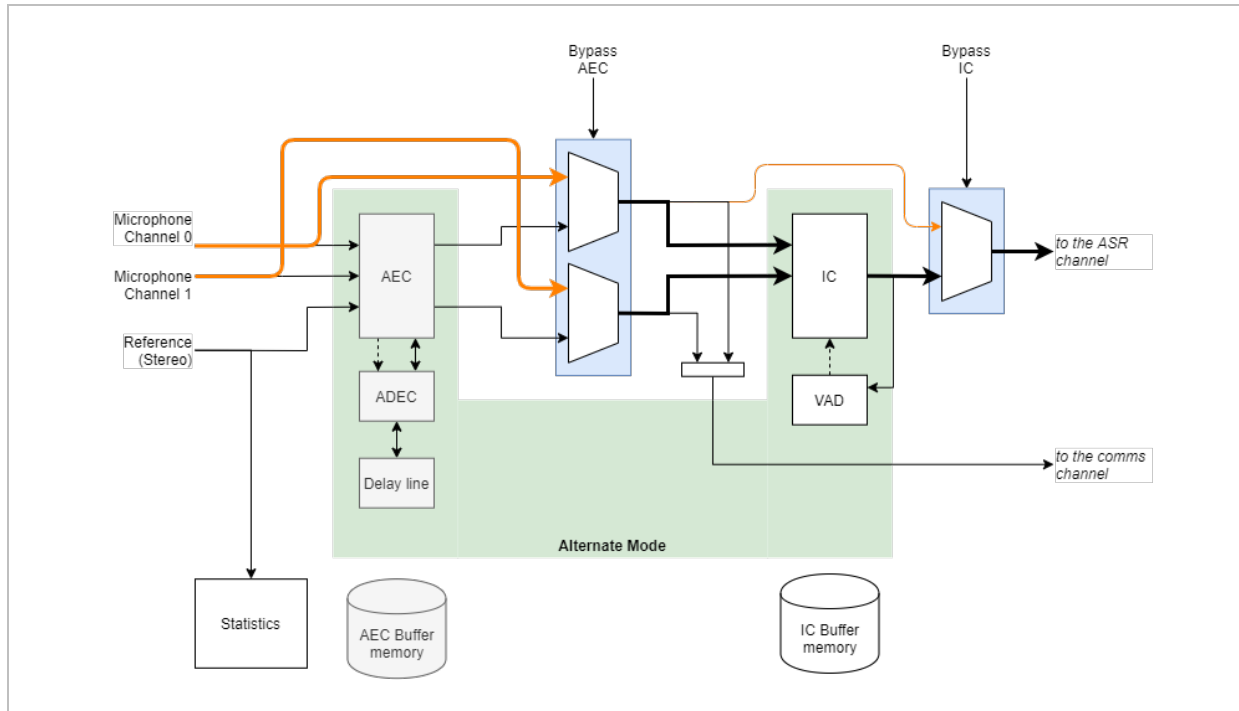 Bypass
AEC
Bypass
IC
Microphone
Channel 0
Microphone
Channel 1
Reference
(Stereo)
AEC
IC
to the ASR
channel
ADEC
VAD
Delay line
to the comms
channel
Alternate Mode
Statistics
AEC Buffer
memory
IC Buffer
memory